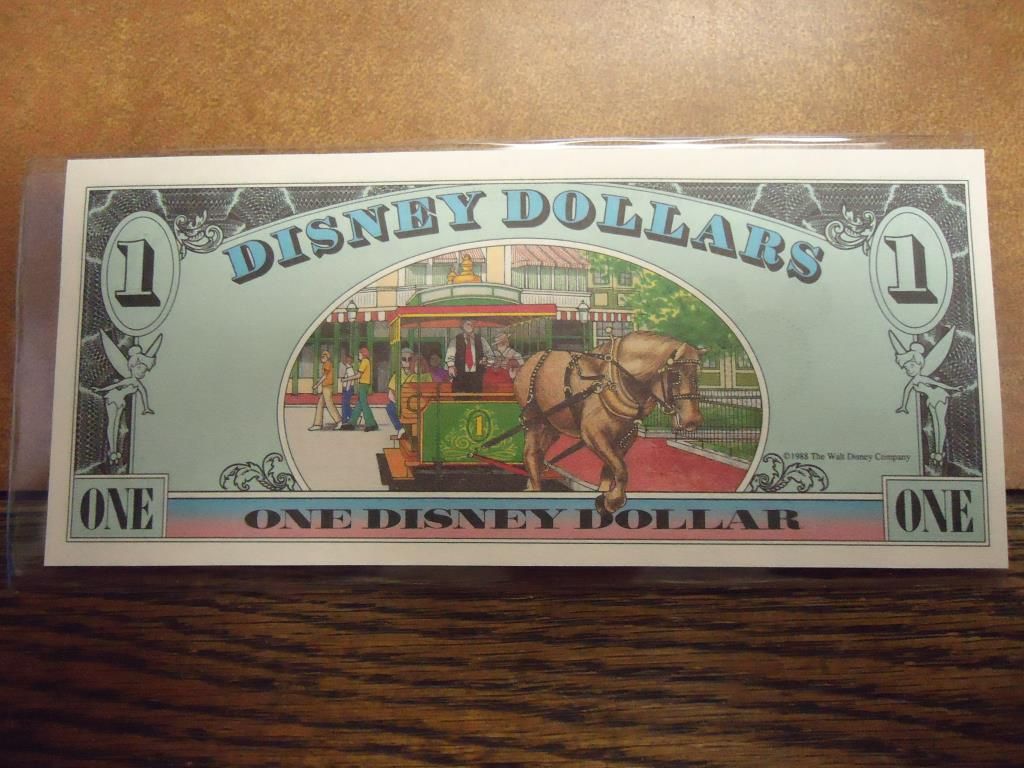 DISNEY DOLLARS
1 1
1
©1988 The Walt Disney Company
ONE ONE DISNEY DOLLAR ONE